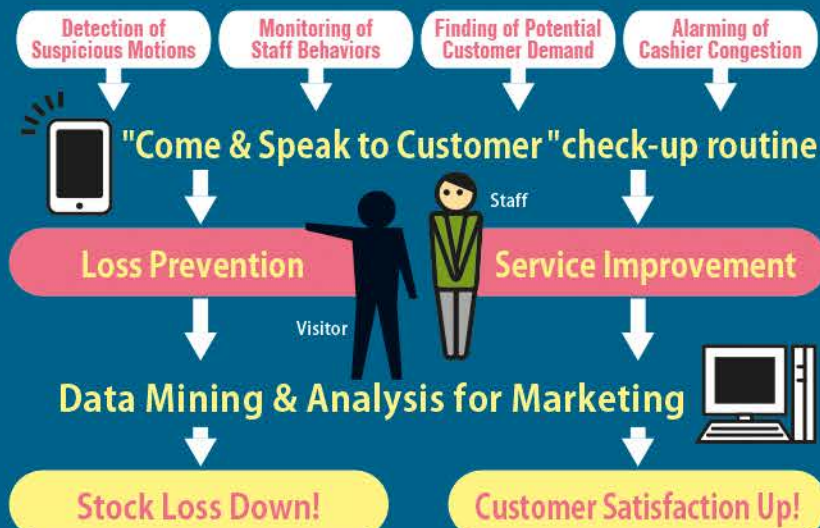 Detection of
Suspicious Motions
Monitoring of
Staff Behaviors
Finding of Potential
Customer Demand
Alarming of
Cashier Congestion
"Come & Speak to Customer "check-up routine
Staff
Loss Prevention
Service Improvement
Visitor
Data Mining & Analysis for Marketing
Stock Loss Down!
Customer Satisfaction Up!